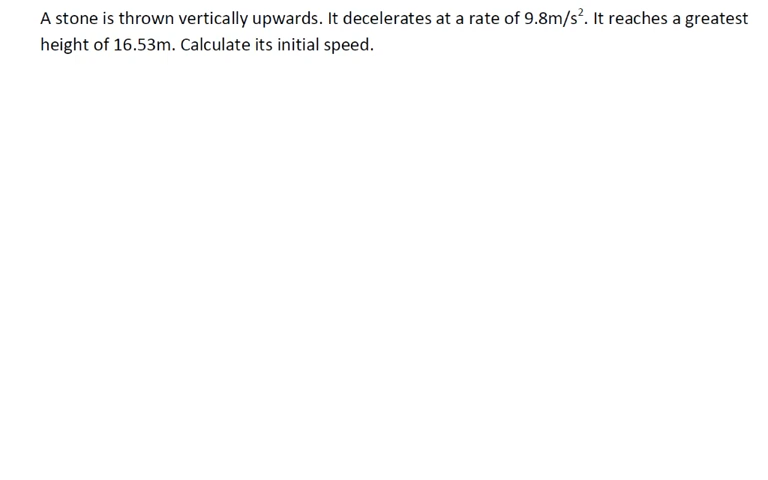 A stone is thrown vertically upwards. It decelerates at a rate of 9.8m/s². It reaches a greatest
height of 16.53m. Calculate its initial speed.